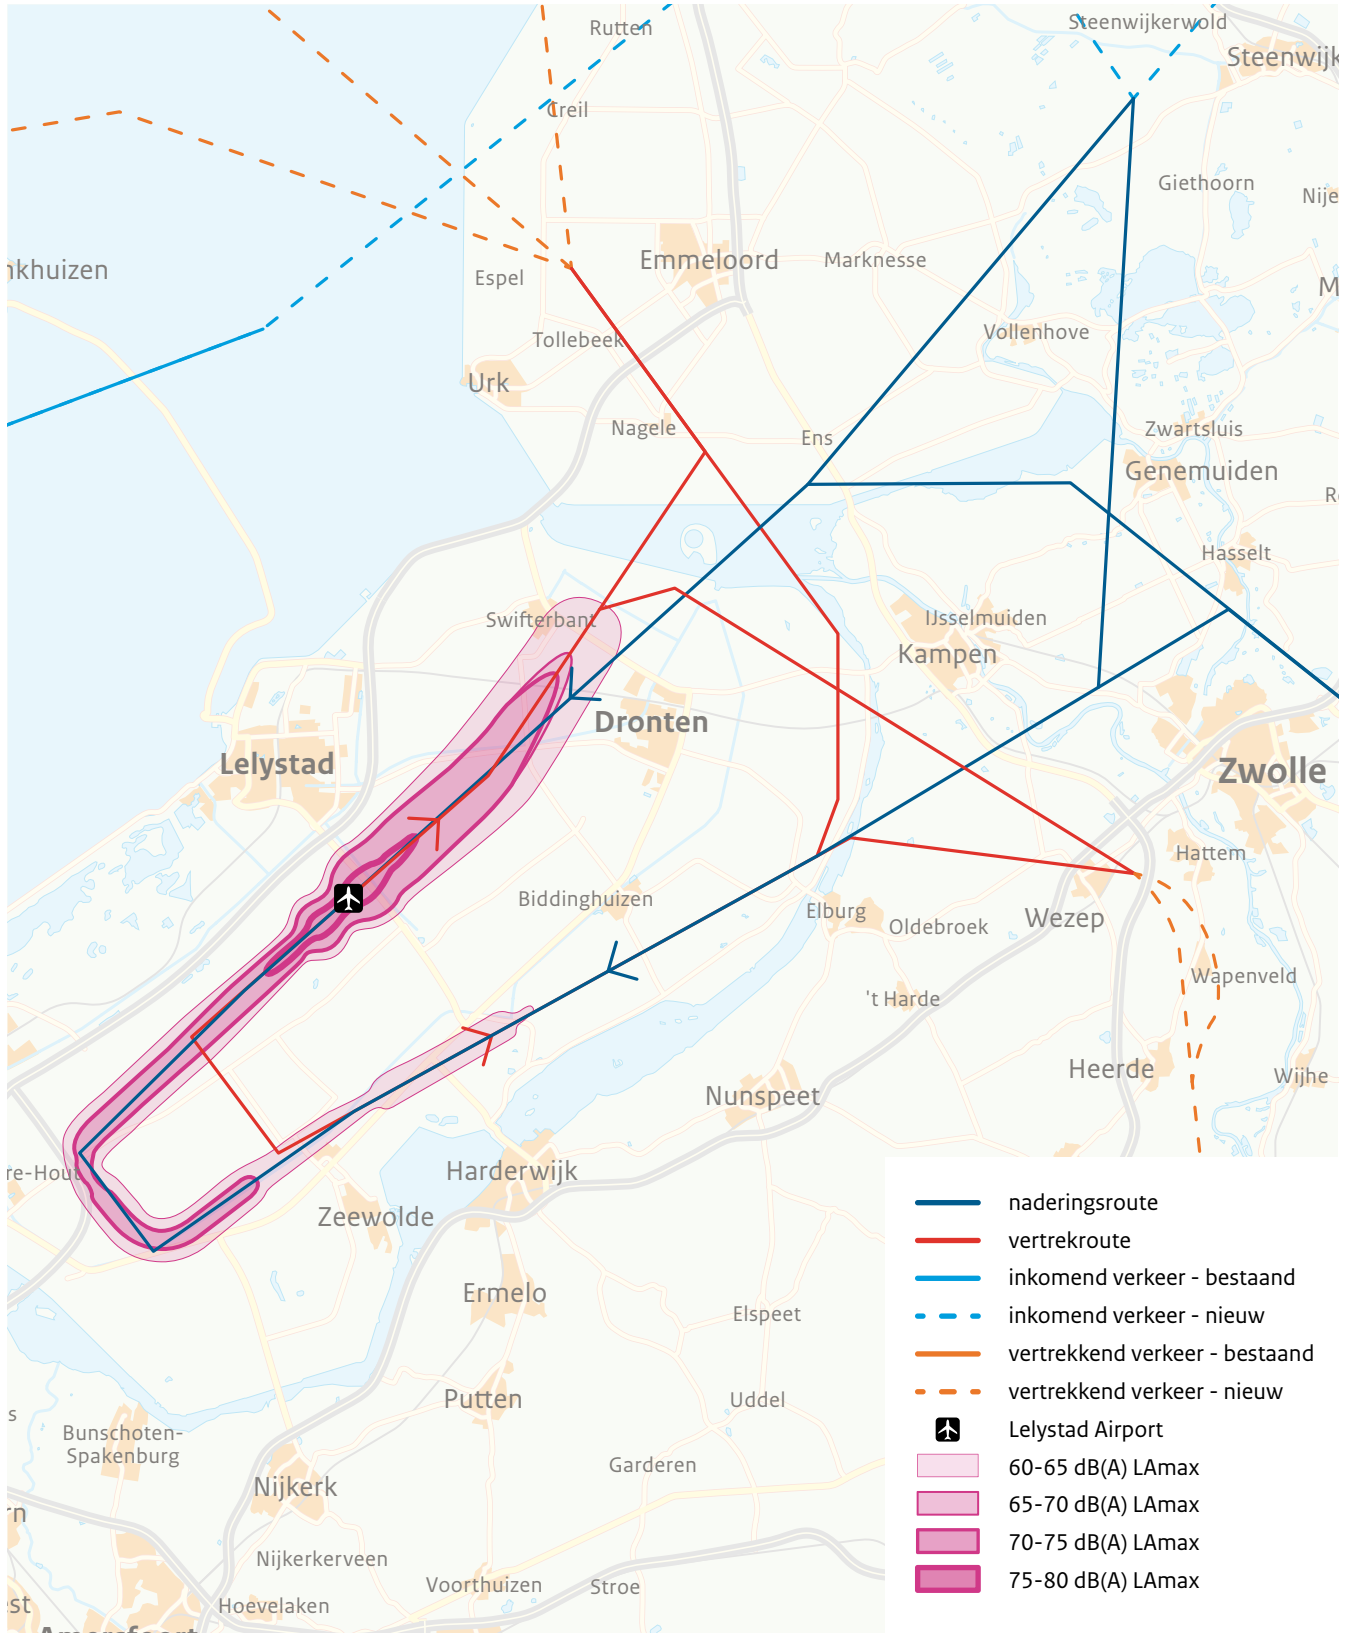 Rutten
Steenwijkerwold
Steenwijk
Creil
Giethoorn
Nije
Emmeloord
Marknesse
nkhuizen
Espel
M
Vollenhove
Tollebeek
Urk
Nagele
Ens
Zwartsluis
Genemuiden
Hasselt
Swifterbant
IJsselmuiden
Kampen
Dronten
Lelystad
Zwolle
Hattem
Biddinghuizen
Elburg
Oldebroek
Wezep
Wapenveld
't Harde
Heerde
Wijhe
Nunspeet
re-Hout
Harderwijk
Zeewolde
Ermelo
Elspeet
Putten
Uddel
s
Bunschoten-
Spakenburg
Garderen
Nijkerk
rn
Nijkerkerveen
Voorthuizen
Stroe
est
Hoevelaken
Amersfoort
naderingsroute
vertrekroute
inkomend verkeer - bestaand
inkomend verkeer - nieuw
vertrekkend verkeer - bestaand
vertrekkend verkeer - nieuw
Lelystad Airport
60-65 dB(A) LAmax
65-70 dB(A) LAmax
70-75 dB(A) LAmax
75-80 dB(A) LAmax